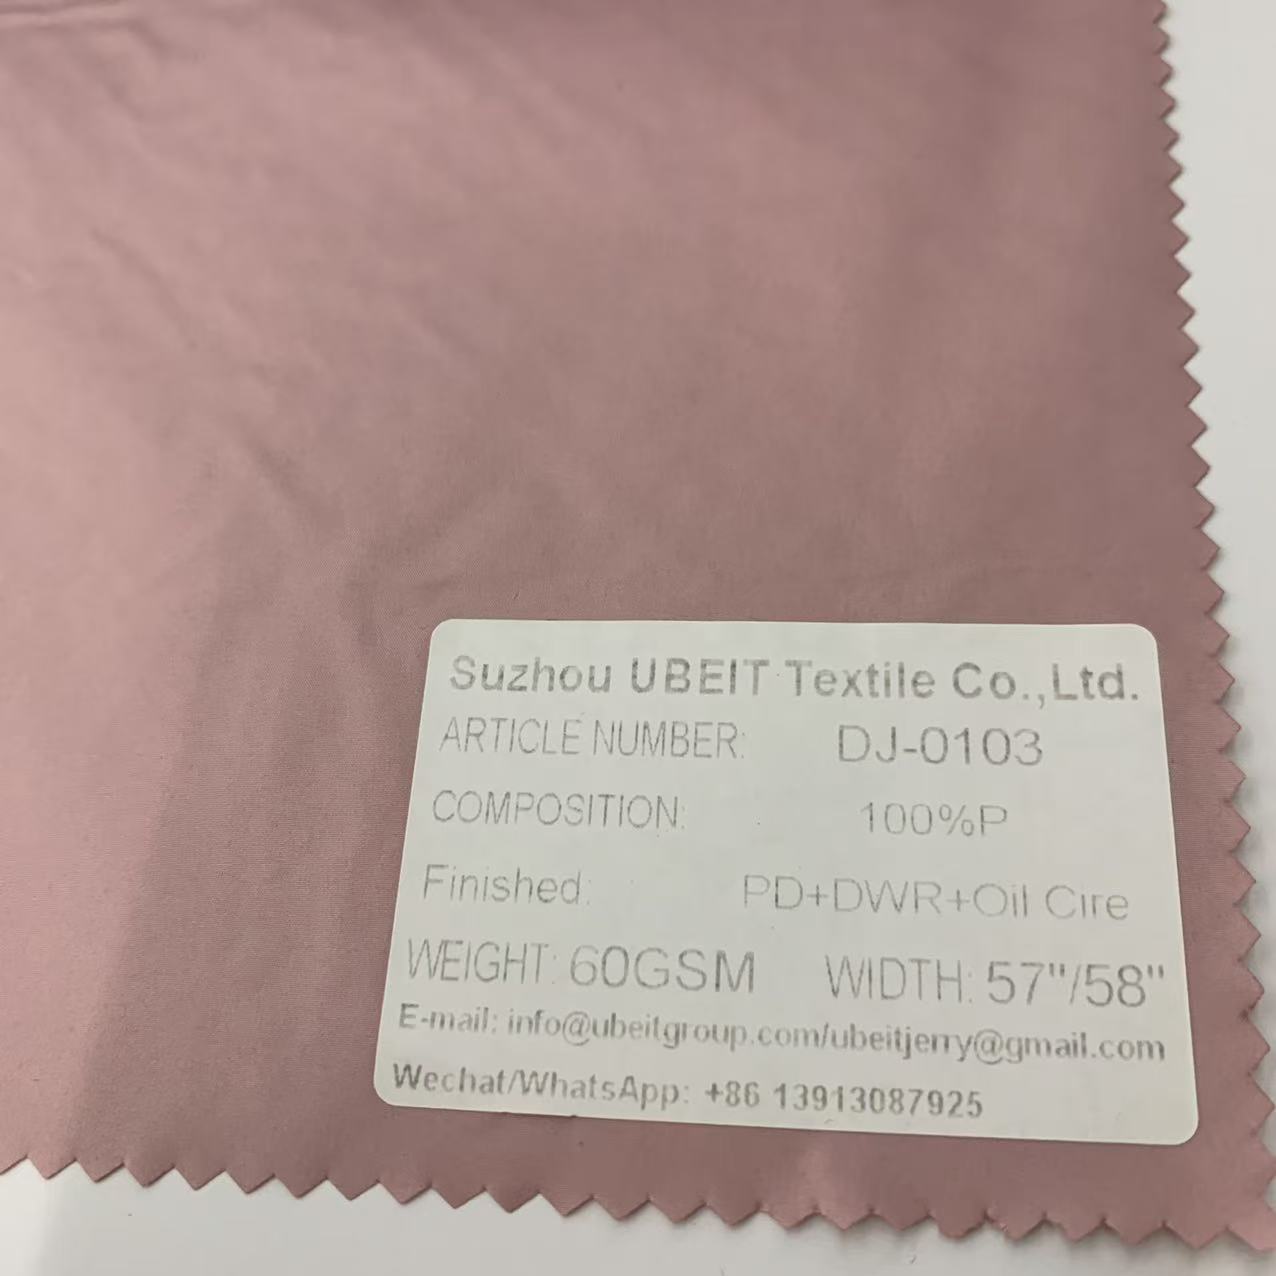 Suzhou UBEIT Textile Co.,Ltd.
ARTICLE NUMBER: DJ-0103
COMPOSITION: 100%P
Finished: PD+DWR+Oil Cire
WEIGHT: 60GSM WIDTH: 57"/58"
E-mail: info@ubeitgroup.com/ubeitjerry@gmail.com
Wechat/WhatsApp: +86 13913087925